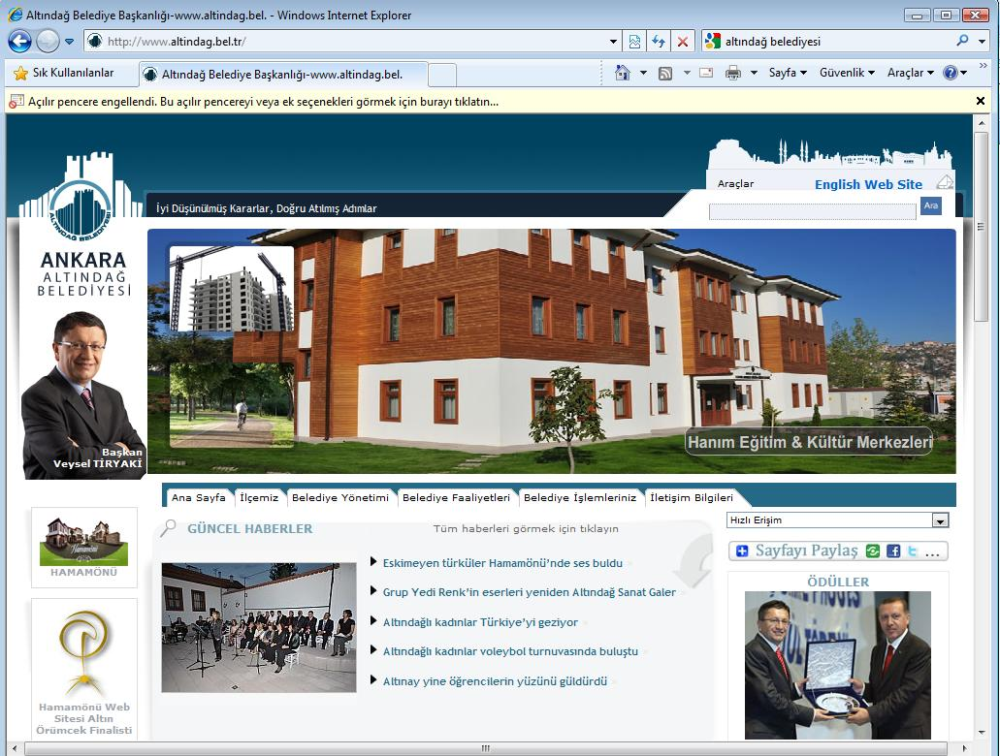 Altındağ Belediye Başkanlığı-www.altindag.bel. - Windows Internet Explorer
http://www.altindag.bel.tr/
altındağ belediyesi
Sık Kullanılanlar
Altındağ Belediye Başkanlığı-www.altindag.bel.
Sayfa
Güvenlik
Araçlar
Açılır pencere engellendi. Bu açılır pencereyi veya ek seçenekleri görmek için burayı tıklatın...
ALTINDAĞ BELEDİYESİ
ANKARA
ALTINDAĞ
BELEDİYESİ
İyi Düşünülmüş Kararlar, Doğru Atılmış Adımlar
Araçlar
English Web Site
Ara
Başkan
Veysel TİRYAKİ
Hanım Eğitim & Kültür Merkezleri
Ana Sayfa
İlçemiz
Belediye Yönetimi
Belediye Faaliyetleri
Belediye İşlemleriniz
İletişim Bilgileri
Hamamönü
HAMAMÖNÜ
Hamamönü Web
Sitesi Altın
Örümcek Finalisti
GÜNCEL HABERLER
Tüm haberleri görmek için tıklayın
Eskimeyen türküler Hamamönü’nde ses buldu
Grup Yedi Renk’in eserleri yeniden Altındağ Sanat Galer
Altındağlı kadınlar Türkiye’yi geziyor
Altındağlı kadınlar voleybol turnuvasında buluştu
Altınay yine öğrencilerin yüzünü güldürdü
Hızlı Erişim
Sayfayı Paylaş
...
ÖDÜLLER